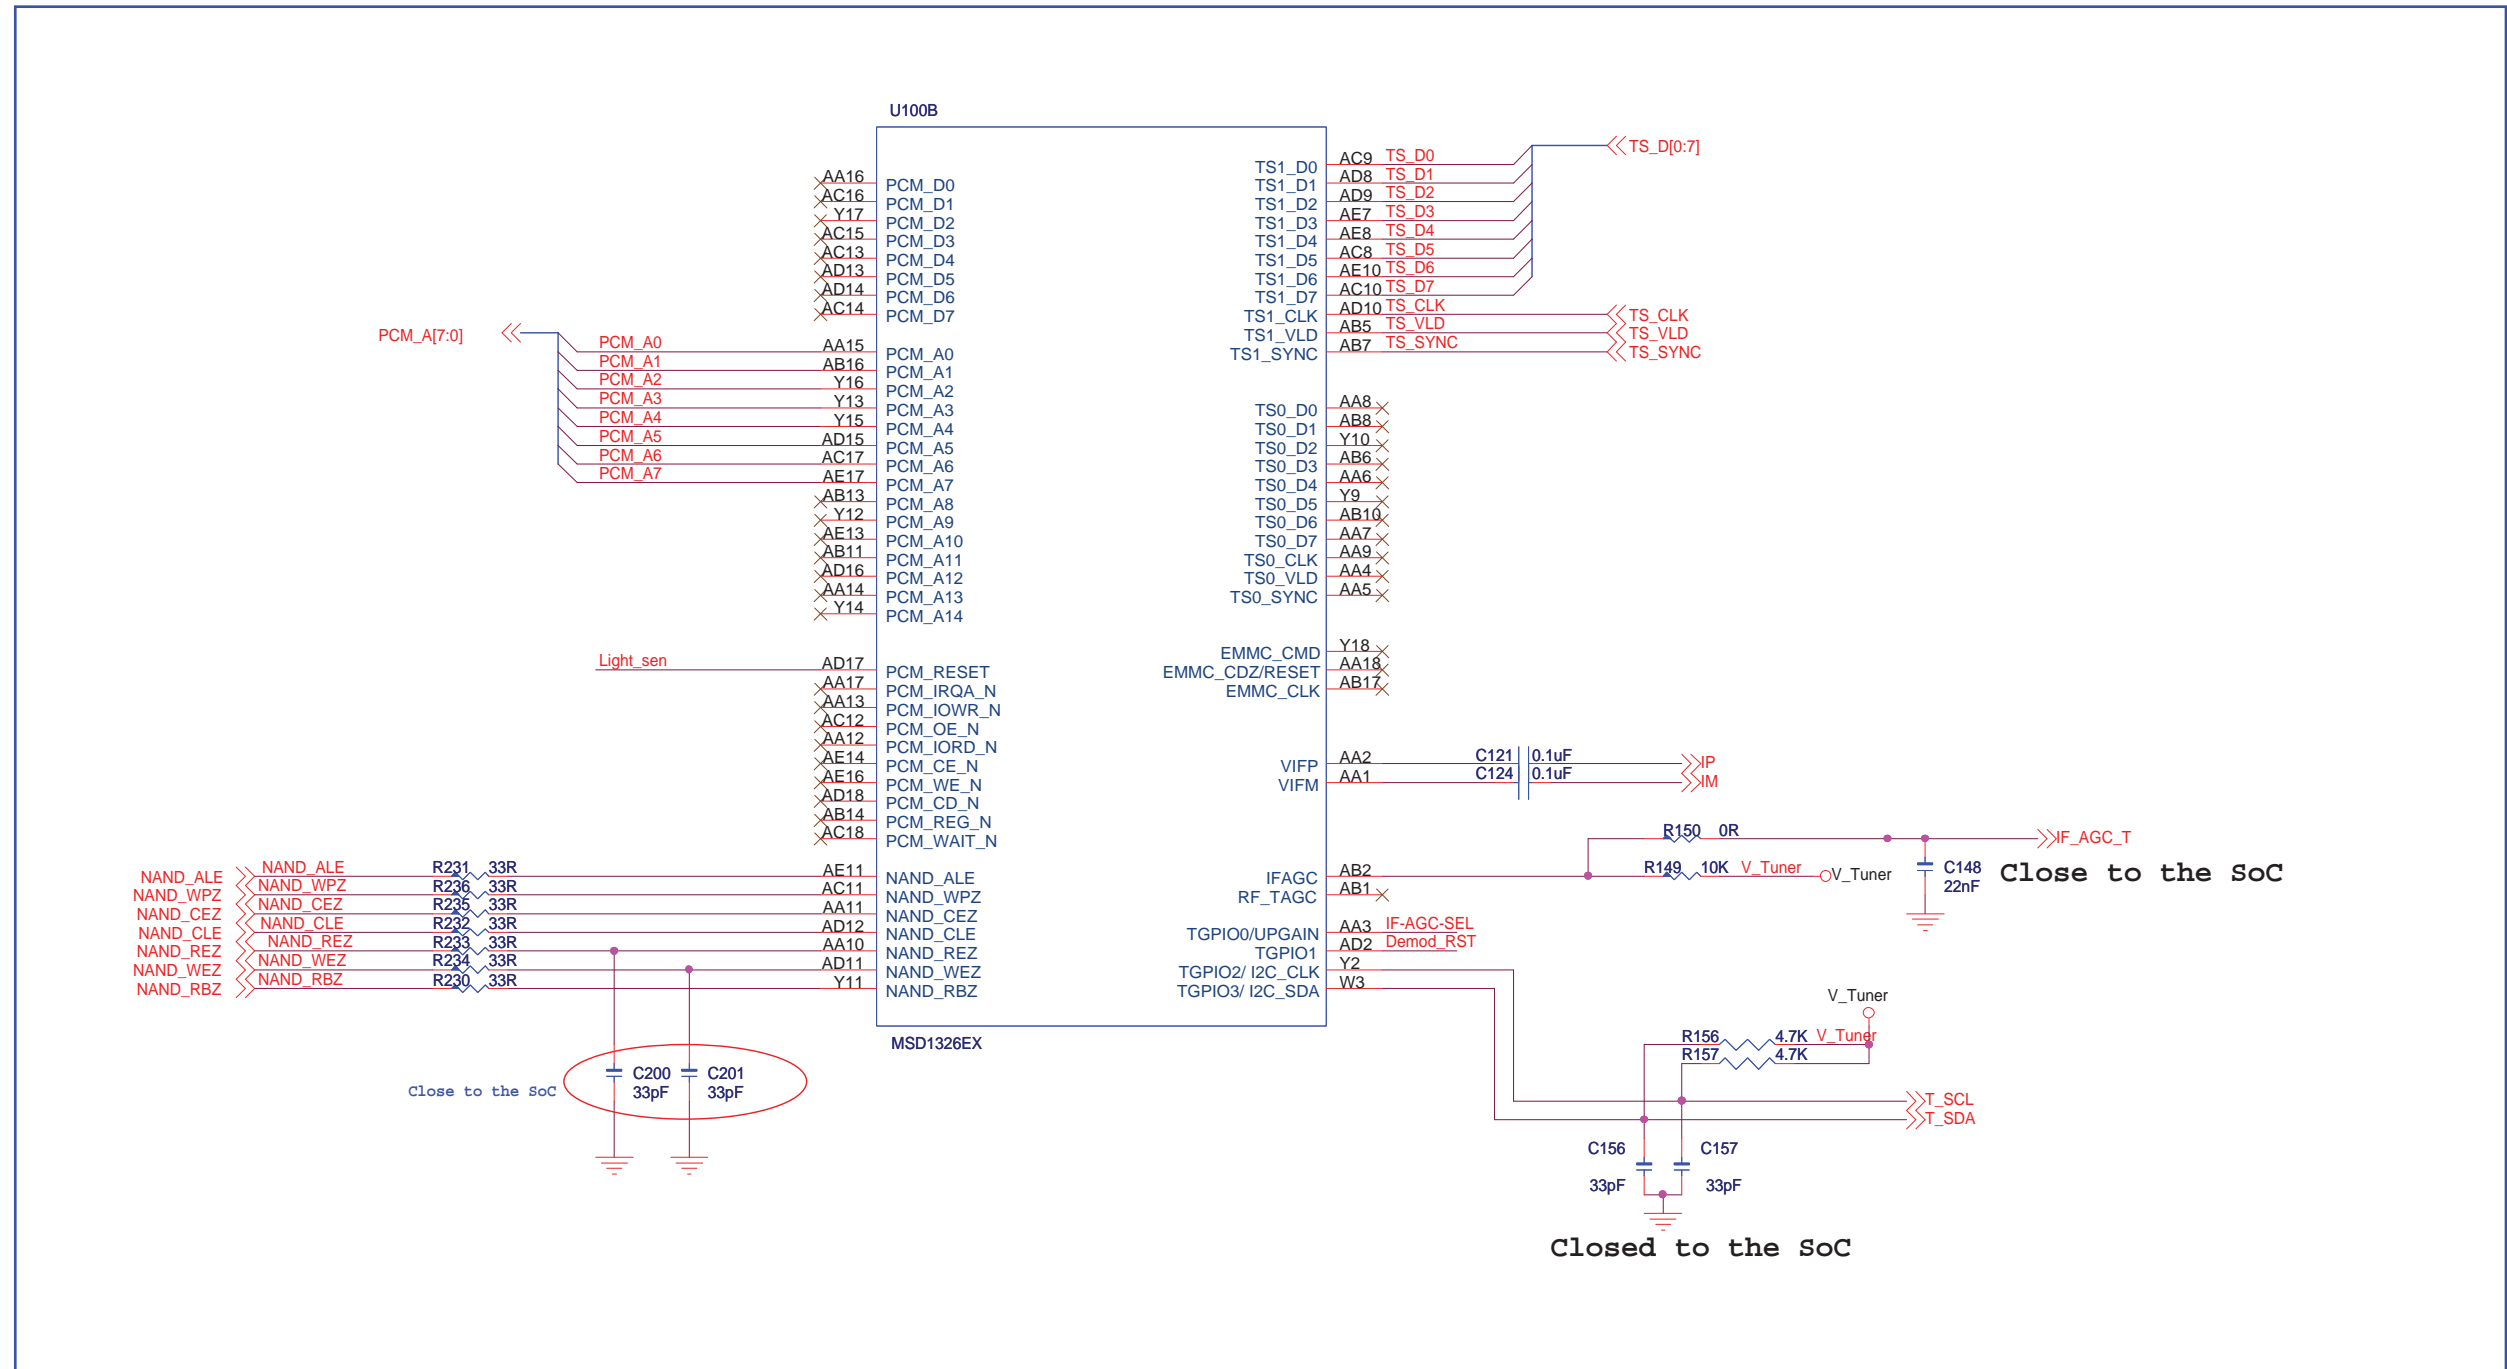 U100B
AA16 PCM_D0
AC16 PCM_D1
Y17 PCM_D2
AC15 PCM_D3
AC13 PCM_D4
AD13 PCM_D5
AD14 PCM_D6
AC14 PCM_D7
PCM_A[7:0]
PCM_A0 AA15 PCM_A0
PCM_A1 AB16 PCM_A1
PCM_A2 Y16 PCM_A2
PCM_A3 Y13 PCM_A3
PCM_A4 Y15 PCM_A4
PCM_A5 AD15 PCM_A5
PCM_A6 AC17 PCM_A6
PCM_A7 AE17 PCM_A7
AB13 PCM_A8
Y12 PCM_A9
AE13 PCM_A10
AB11 PCM_A11
AD16 PCM_A12
AA14 PCM_A13
Y14 PCM_A14
Light_sen AD17 PCM_RESET
AA17 PCM_IRQA_N
AA13 PCM_IOWR_N
AC12 PCM_OE_N
AA12 PCM_IORD_N
AE14 PCM_CE_N
AE16 PCM_WE_N
AD18 PCM_CD_N
AB14 PCM_REG_N
AC18 PCM_WAIT_N
NAND_ALE NAND_ALE R231 33R AE11 NAND_ALE
NAND_WPZ NAND_WPZ R236 33R AC11 NAND_WPZ
NAND_CEZ NAND_CEZ R235 33R AA11 NAND_CEZ
NAND_CLE NAND_CLE R232 33R AD12 NAND_CLE
NAND_REZ NAND_REZ R233 33R AA10 NAND_REZ
NAND_WEZ NAND_WEZ R234 33R AD11 NAND_WEZ
NAND_RBZ NAND_RBZ R230 33R Y11 NAND_RBZ
MSD1326EX
Close to the SoC
C200
33pF
C201
33pF
TS1_D0 AC9 TS_D0
TS_D[0:7]
TS1_D1 AD8 TS_D1
TS1_D2 AD9 TS_D2
TS1_D3 AE7 TS_D3
TS1_D4 AE8 TS_D4
TS1_D5 AC8 TS_D5
TS1_D6 AE10 TS_D6
TS1_D7 AC10 TS_D7
TS1_CLK AD10 TS_CLK TS_CLK
TS1_VLD AB5 TS_VLD TS_VLD
TS1_SYNC AB7 TS_SYNC TS_SYNC
TS0_D0 AA8
TS0_D1 AB8
TS0_D2 Y10
TS0_D3 AB6
TS0_D4 AA6
TS0_D5 Y9
TS0_D6 AB10
TS0_D7 AA7
TS0_CLK AA9
TS0_VLD AA4
TS0_SYNC AA5
EMMC_CMD Y18
EMMC_CDZ/RESET AA18
EMMC_CLK AB17
VIFP AA2 C121 0.1uF IP
VIFM AA1 C124 0.1uF IM
R150 0R IF_AGC_T
IFAGC AB2 R149 10K V_Tuner V_Tuner
C148
22nF
Close to the SoC
RF_TAGC AB1
TGPIO0/UPGAIN AA3 IF-AGC-SEL
TGPIO1 AD2 Demod_RST
TGPIO2/ I2C_CLK Y2
TGPIO3/ I2C_SDA W3
V_Tuner
R156 4.7K V_Tuner
R157 4.7K
T_SCL
T_SDA
C156 C157
33pF 33pF
Closed to the SoC